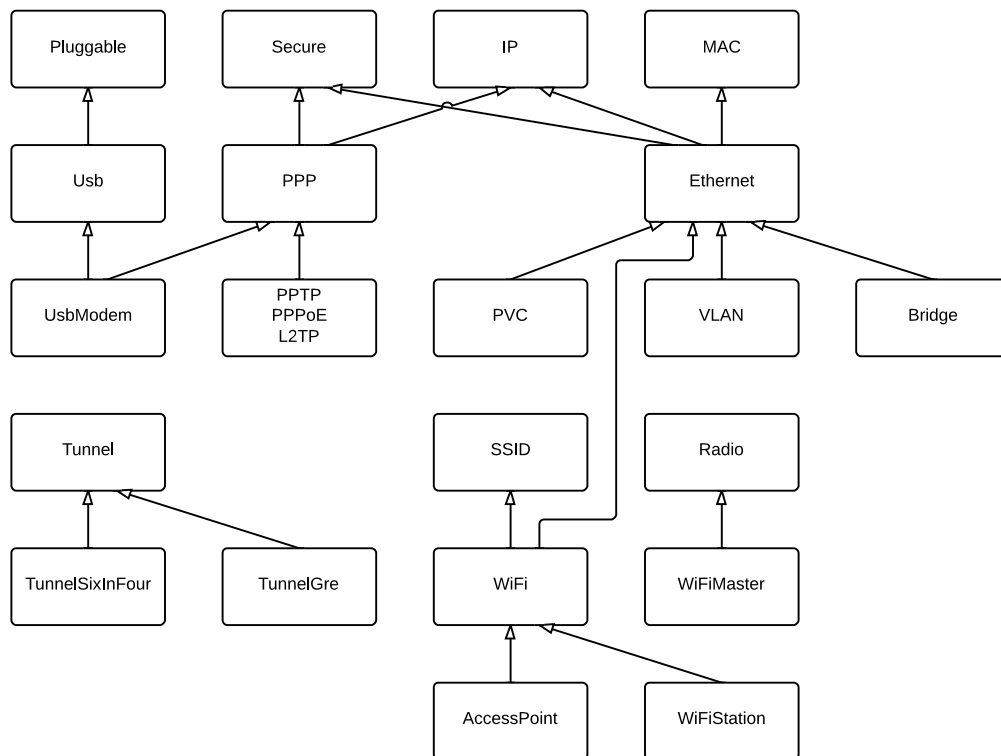 Pluggable
Secure
IP
MAC
Usb
PPP
Ethernet
UsbModem
PPTP
PPPoE
L2TP
PVC
VLAN
Bridge
Tunnel
SSID
Radio
TunnelSixInFour
TunnelGre
WiFi
WiFiMaster
AccessPoint
WiFiStation